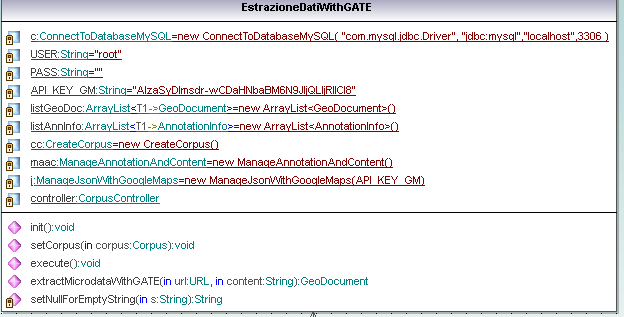 EstrazioneDatiWithGATE
c:ConnectToDatabaseMySQL=new ConnectToDatabaseMySQL( "com.mysql.jdbc.Driver", "jdbc:mysql","localhost",3306 )
USER:String="root"
PASS:String=""
API_KEY_GM:String="AIzaSyDlmsdr-wCDaHNbaBM6N9JljQLljRllCl8"
listGeoDoc:ArrayList<T1->GeoDocument>=new ArrayList<GeoDocument>()
listAnnInfo:ArrayList<T1->AnnotationInfo>=new ArrayList<AnnotationInfo>()
cc:CreateCorpus=new CreateCorpus()
maac:ManageAnnotationAndContent=new ManageAnnotationAndContent()
j:ManageJsonWithGoogleMaps=new ManageJsonWithGoogleMaps(API_KEY_GM)
controller:CorpusController
init():void
setCorpus(in corpus:Corpus):void
execute():void
extractMicrodataWithGATE(in url:URL, in content:String):GeoDocument
setNullForEmptyString(in s:String):String